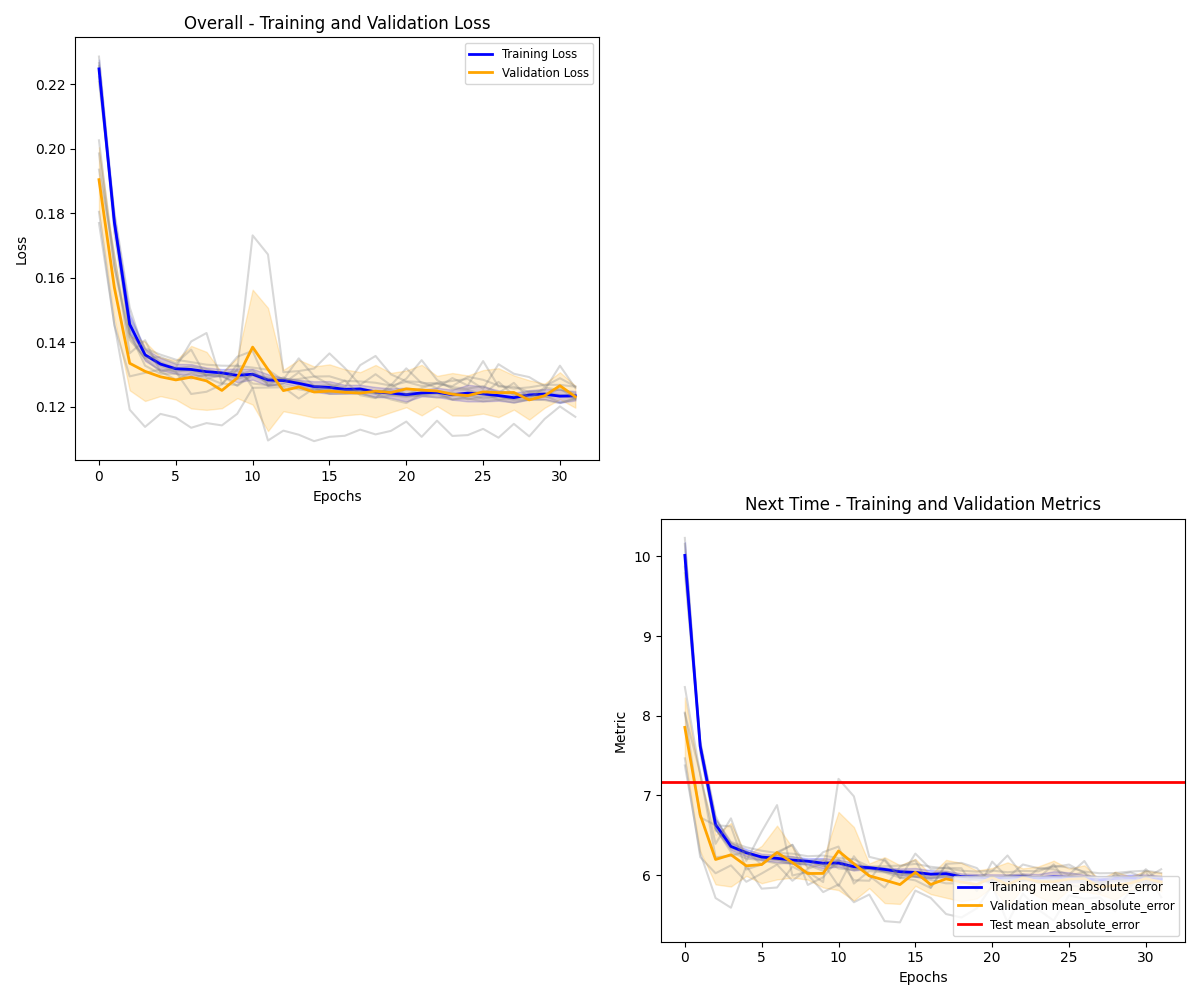 Overall - Training and Validation Loss
Loss
0.22
0.20
0.18
0.16
0.14
0.12
Training Loss
Validation Loss
0 5 10 15 20 25 30
Epochs
Next Time - Training and Validation Metrics
Metric
10
9
8
7
6
Training mean_absolute_error
Validation mean_absolute_error
Test mean_absolute_error
0 5 10 15 20 25 30
Epochs